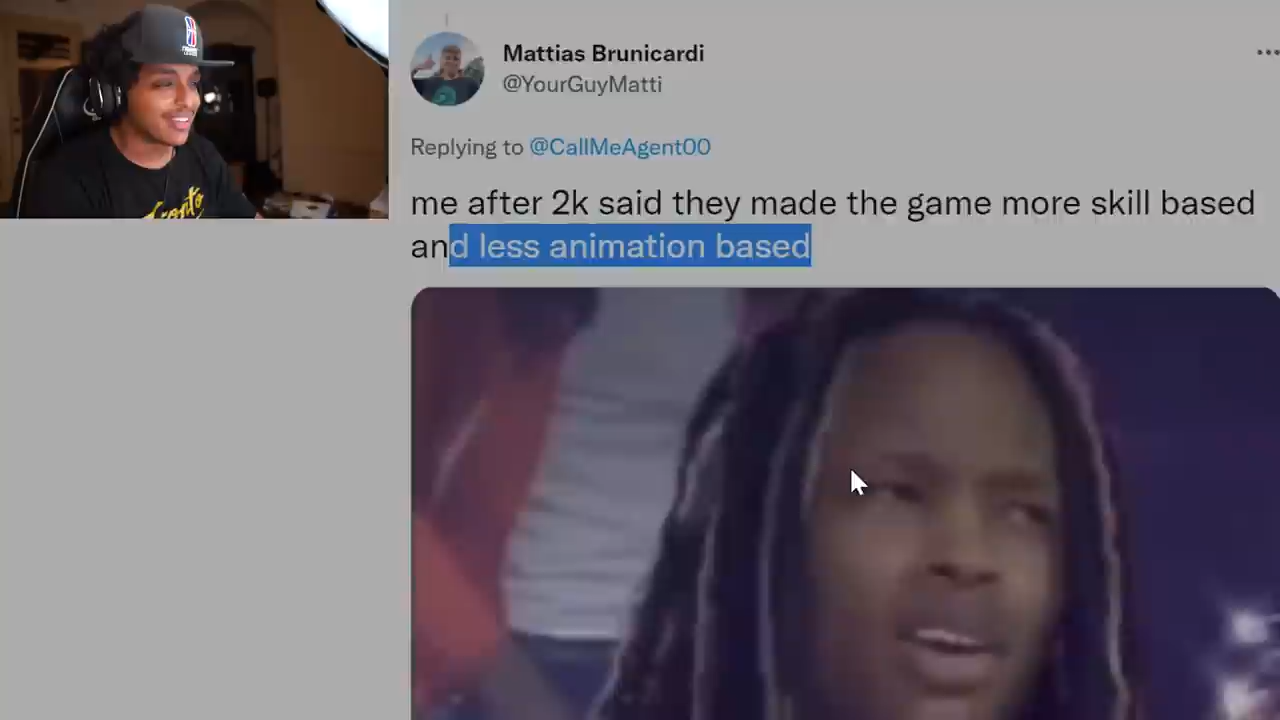 Mattias Brunicardi
@YourGuyMatti
Replying to @CallMeAgent00
me after 2k said they made the game more skill based
and less animation based